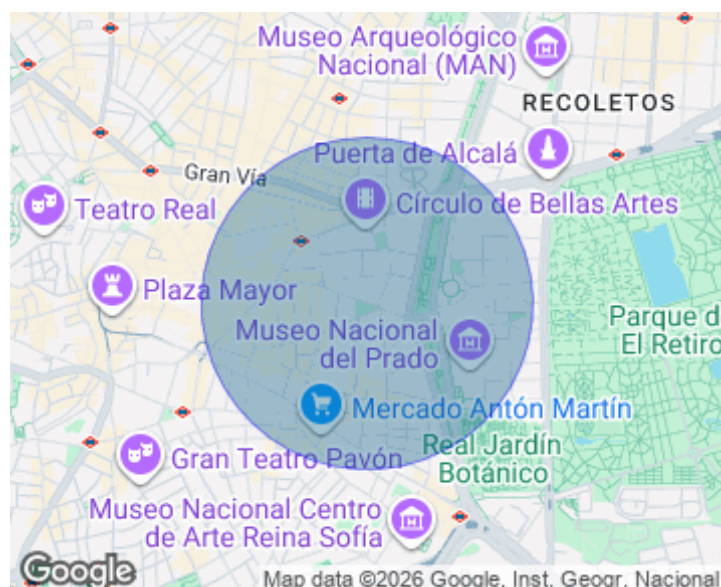 Museo Arqueológico
Nacional (MAN)
RECOLETOS
Puerta de Alcalá
Gran Vía
Teatro Real
Círculo de Bellas Artes
Plaza Mayor
Parque d
El Retiro
Museo Nacional
del Prado
Mercado Antón Martín
Real Jardín
Botánico
Gran Teatro Pavón
Museo Nacional Centro
de Arte Reina Sofía
Google
Map data ©2026 Google, Inst. Geogr. Nacional